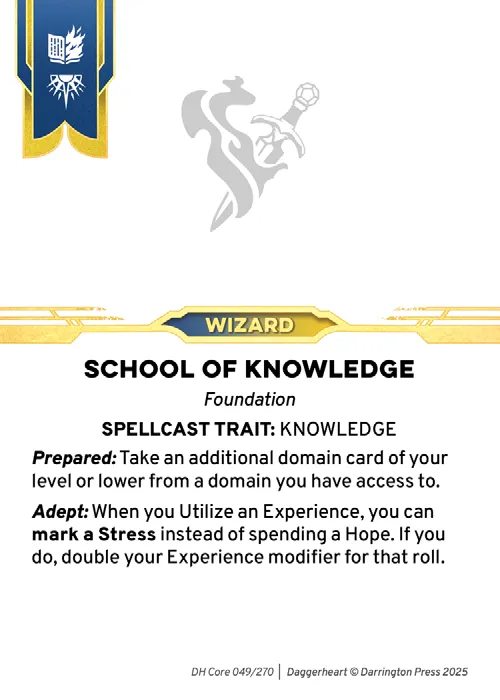 WIZARD
SCHOOL OF KNOWLEDGE
Foundation
SPELLCAST TRAIT: KNOWLEDGE
Prepared: Take an additional domain card of your
level or lower from a domain you have access to.
Adept: When you Utilize an Experience, you can
mark a Stress instead of spending a Hope. If you
do, double your Experience modifier for that roll.
DH Core 049/270 | Daggerheart © Darrington Press 2025